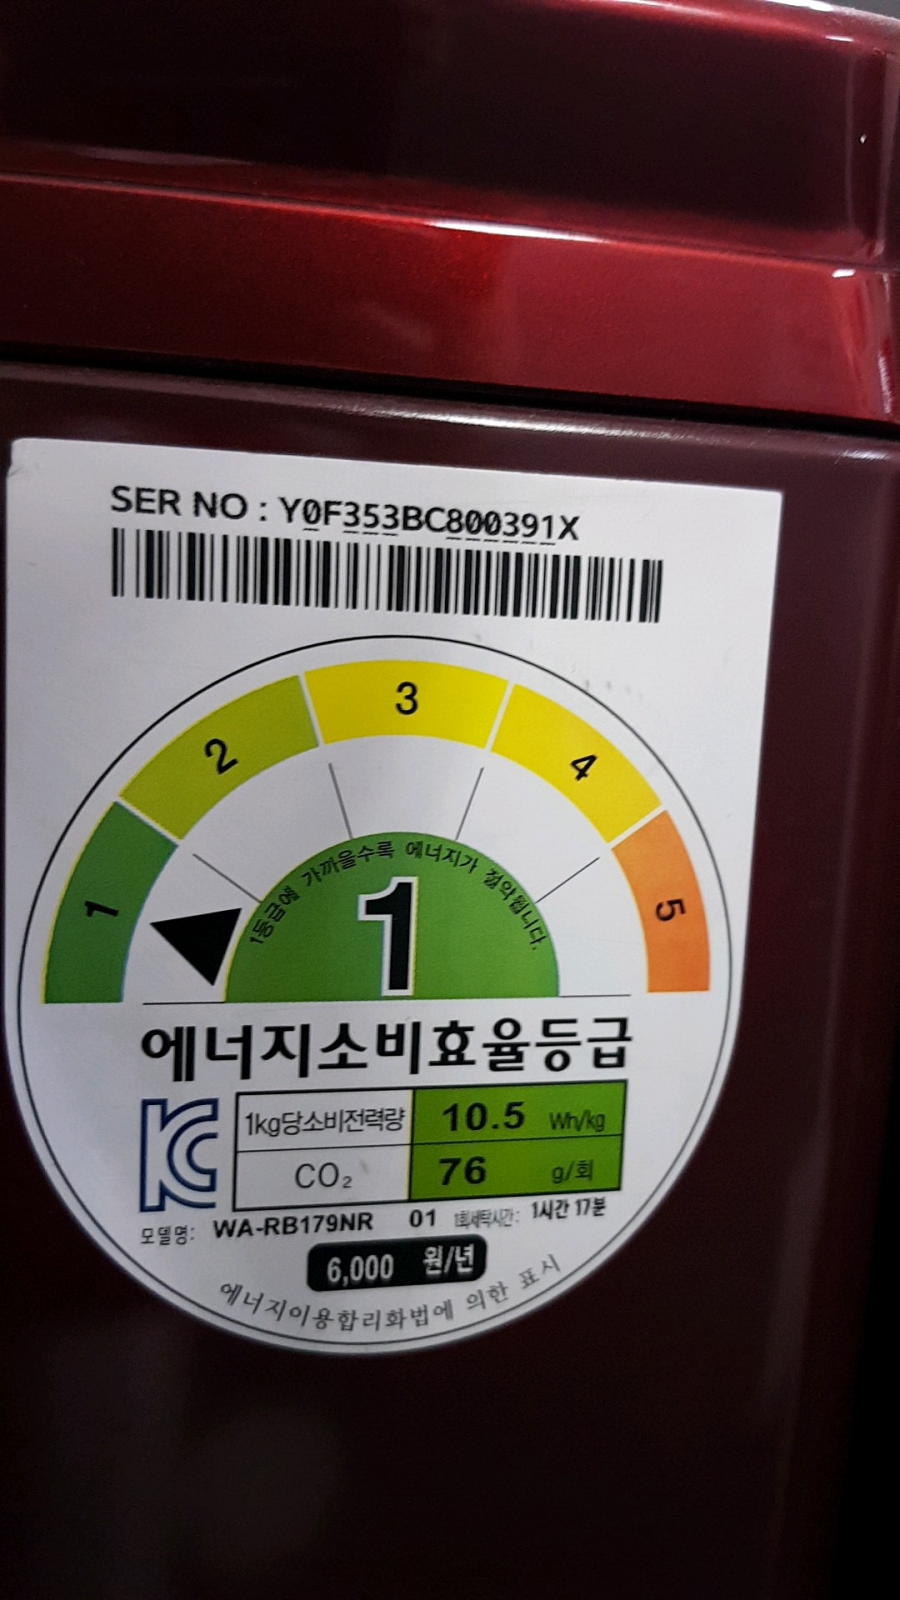 SER NO : Y0F353BC800391X
1
2
3
4
5
1등급에 가까울수록 에너지가 절약됩니다.
1
에너지소비효율등급
1kg당소비전력량 10.5 Wh/kg
CO₂ 76 g/회
모델명: WA-RB179NR 01 1회세탁시간: 1시간 17분
6,000 원/년
에너지이용합리화법에 의한 표시